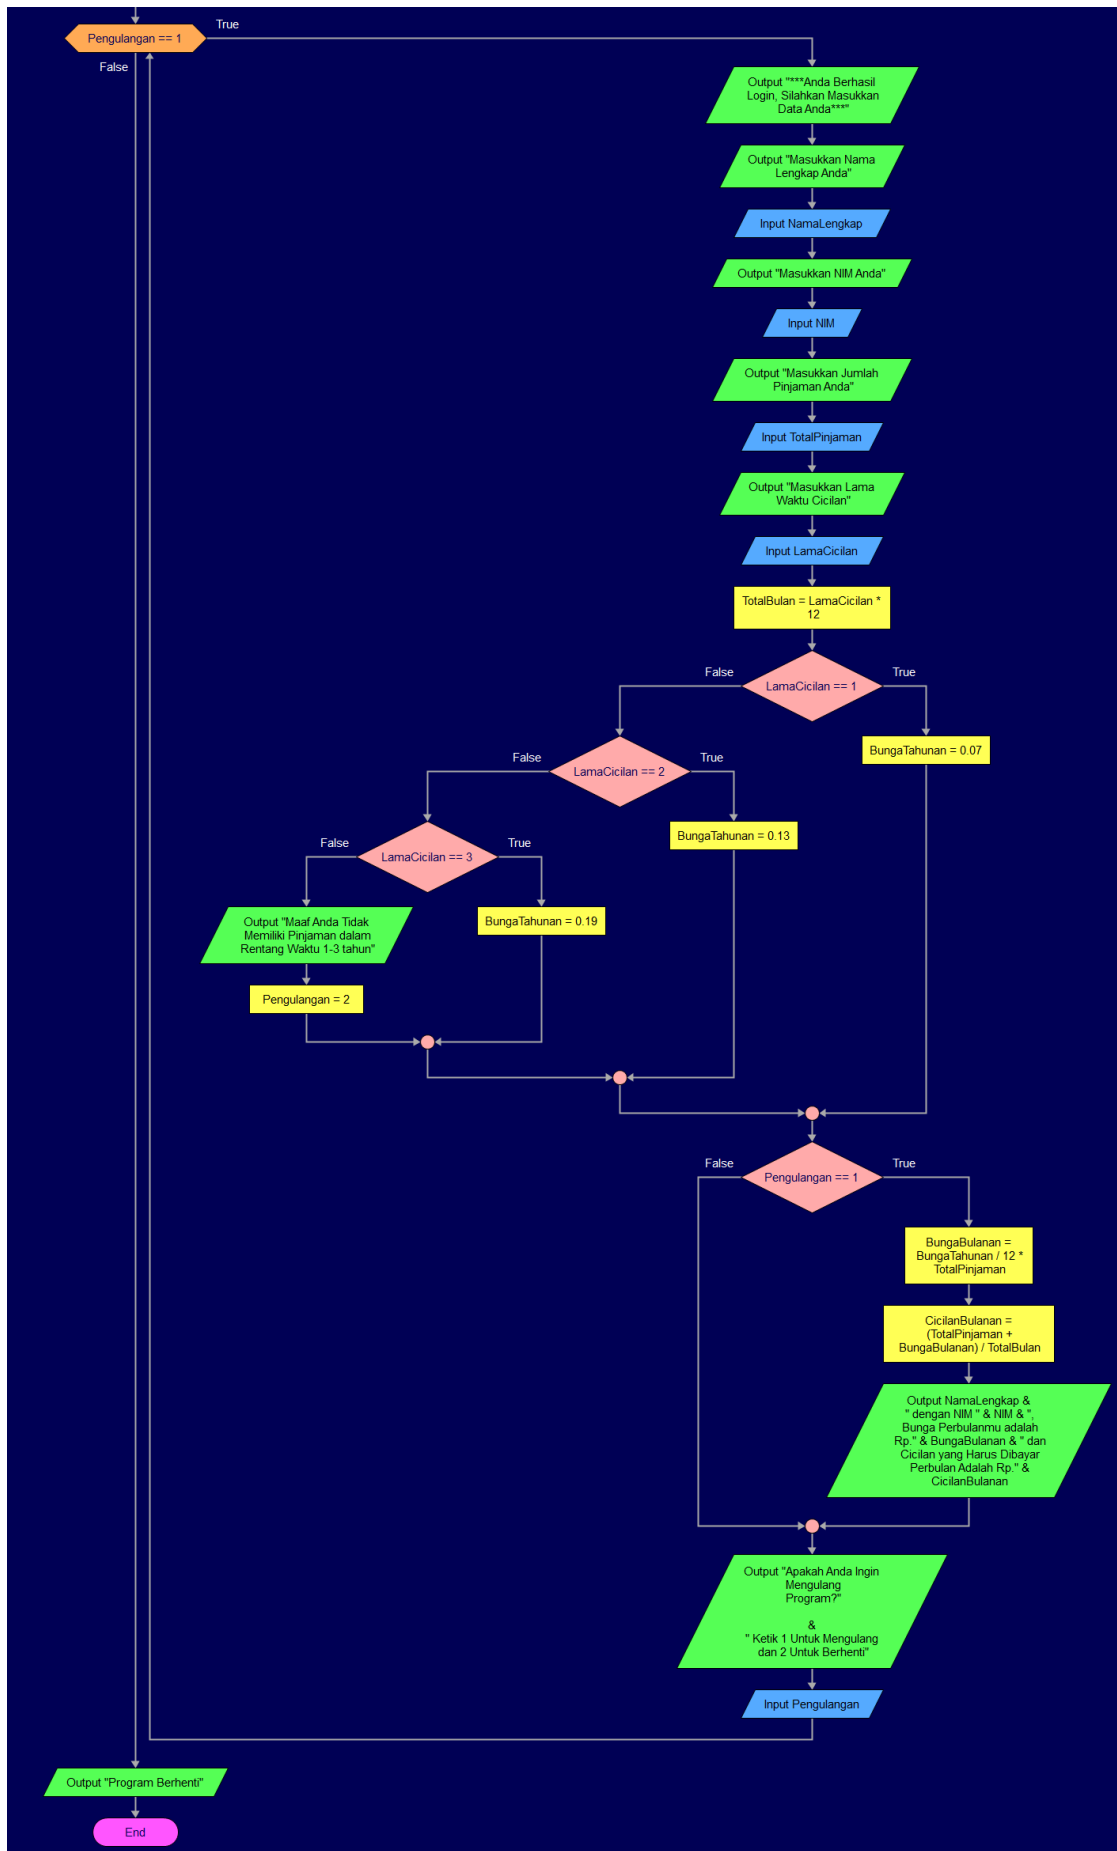 Pengulangan == 1
True
False
Output "***Anda Berhasil
Login, Silahkan Masukkan
Data Anda***"
Output "Masukkan Nama
Lengkap Anda"
Input NamaLengkap
Output "Masukkan NIM Anda"
Input NIM
Output "Masukkan Jumlah
Pinjaman Anda"
Input TotalPinjaman
Output "Masukkan Lama
Waktu Cicilan"
Input LamaCicilan
TotalBulan = LamaCicilan *
12
False
LamaCicilan == 1
True
BungaTahunan = 0.07
False
LamaCicilan == 2
True
BungaTahunan = 0.13
False
LamaCicilan == 3
True
BungaTahunan = 0.19
Output "Maaf Anda Tidak
Memiliki Pinjaman dalam
Rentang Waktu 1-3 tahun"
Pengulangan = 2
False
Pengulangan == 1
True
BungaBulanan =
BungaTahunan / 12 *
TotalPinjaman
CicilanBulanan =
(TotalPinjaman +
BungaBulanan) / TotalBulan
Output NamaLengkap &
" dengan NIM " & NIM & ",
Bunga Perbulanmu adalah
Rp." & BungaBulanan & " dan
Cicilan yang Harus Dibayar
Perbulan Adalah Rp." &
CicilanBulanan
Output "Apakah Anda Ingin
Mengulang
Program?"
&
" Ketik 1 Untuk Mengulang
dan 2 Untuk Berhenti"
Input Pengulangan
Output "Program Berhenti"
End